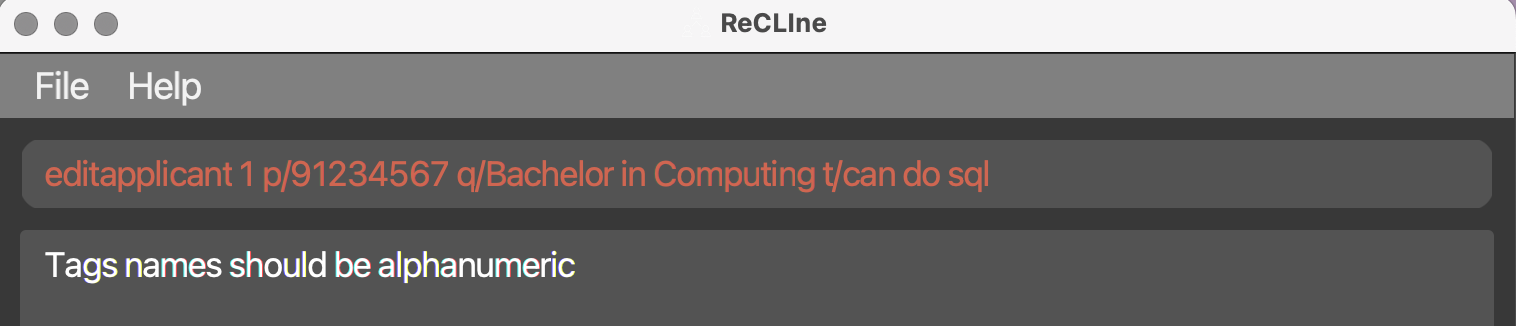 ReCLIne
File Help
editapplicant 1 p/91234567 q/Bachelor in Computing t/can do sql
Tags names should be alphanumeric